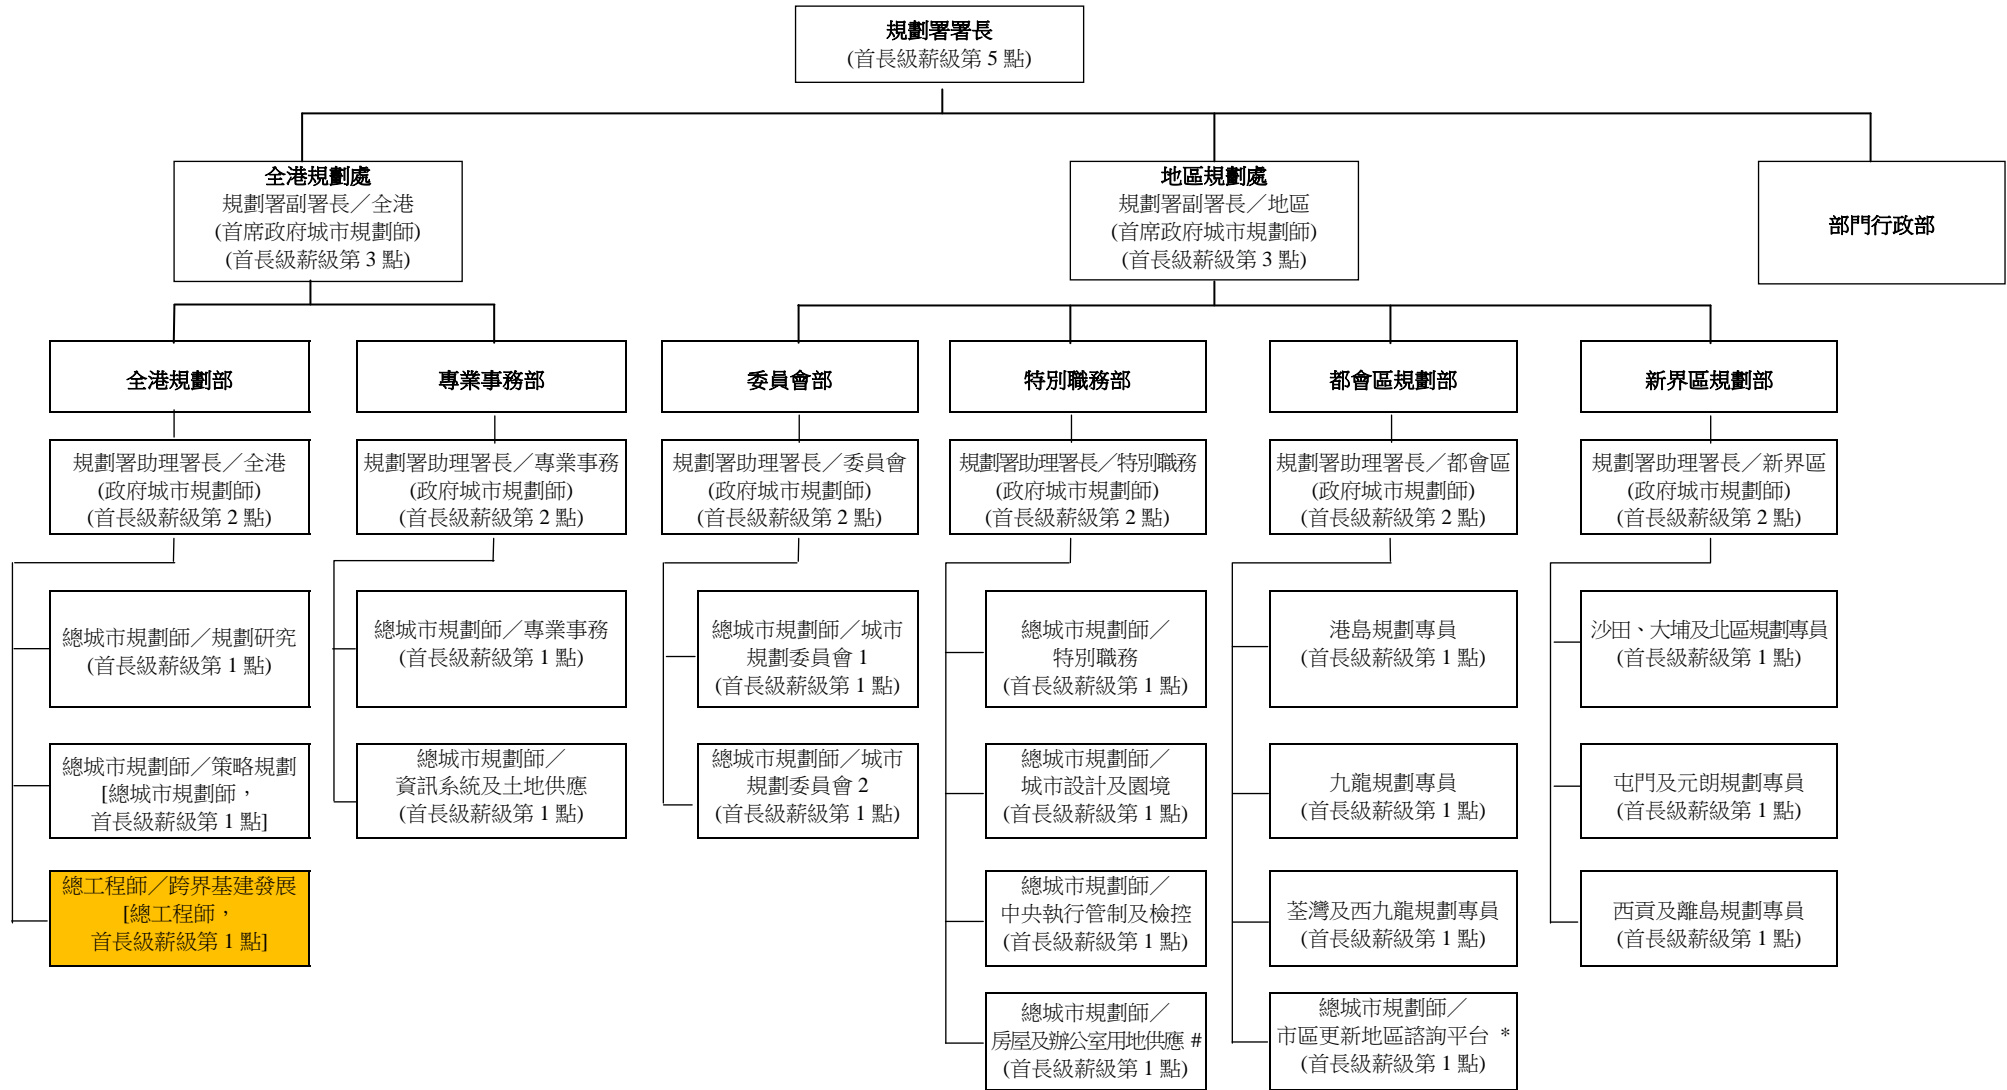 規劃署署長
(首長級薪級第 5 點)
全港規劃處
規劃署副署長／全港
(首席政府城市規劃師)
(首長級薪級第 3 點)
地區規劃處
規劃署副署長／地區
(首席政府城市規劃師)
(首長級薪級第 3 點)
部門行政部
全港規劃部
專業事務部
委員會部
特別職務部
都會區規劃部
新界區規劃部
規劃署助理署長／全港
(政府城市規劃師)
(首長級薪級第 2 點)
規劃署助理署長／專業事務
(政府城市規劃師)
(首長級薪級第 2 點)
規劃署助理署長／委員會
(政府城市規劃師)
(首長級薪級第 2 點)
規劃署助理署長／特別職務
(政府城市規劃師)
(首長級薪級第 2 點)
規劃署助理署長／都會區
(政府城市規劃師)
(首長級薪級第 2 點)
規劃署助理署長／新界區
(政府城市規劃師)
(首長級薪級第 2 點)
總城市規劃師／規劃研究
(首長級薪級第 1 點)
總城市規劃師／專業事務
(首長級薪級第 1 點)
總城市規劃師／城市
規劃委員會 1
(首長級薪級第 1 點)
總城市規劃師／
特別職務
(首長級薪級第 1 點)
港島規劃專員
(首長級薪級第 1 點)
沙田、大埔及北區規劃專員
(首長級薪級第 1 點)
總城市規劃師／策略規劃
[總城市規劃師，
首長級薪級第 1 點]
總城市規劃師／
資訊系統及土地供應
(首長級薪級第 1 點)
總城市規劃師／城市
規劃委員會 2
(首長級薪級第 1 點)
總城市規劃師／
城市設計及園境
(首長級薪級第 1 點)
九龍規劃專員
(首長級薪級第 1 點)
屯門及元朗規劃專員
(首長級薪級第 1 點)
總工程師／跨界基建發展
[總工程師，
首長級薪級第 1 點]
總城市規劃師／
中央執行管制及檢控
(首長級薪級第 1 點)
荃灣及西九龍規劃專員
(首長級薪級第 1 點)
西貢及離島規劃專員
(首長級薪級第 1 點)
總城市規劃師／
房屋及辦公室用地供應 #
(首長級薪級第 1 點)
總城市規劃師／
市區更新地區諮詢平台 *
(首長級薪級第 1 點)